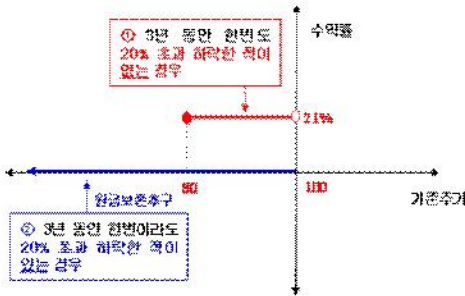 ① 3년 동안 한번도
20% 초과 하락한 적이
없는 경우
수익률
21%
80
100
원금보존추구
기준주가
② 3년 동안 한번이라도
20% 초과 하락한 적이
있는 경우